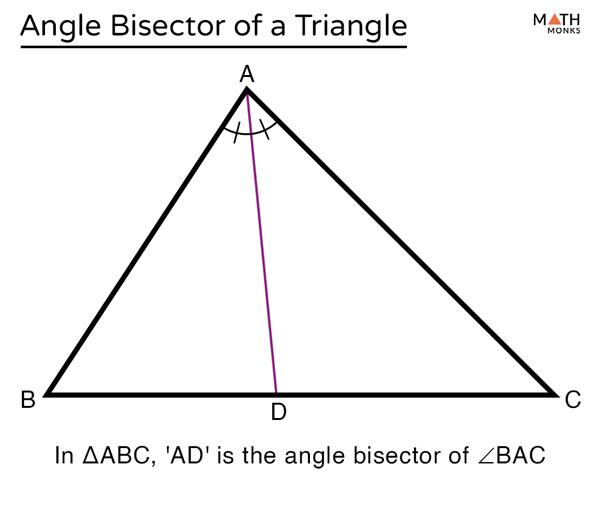 Angle Bisector of a Triangle
MATH
MONKS
A
B
C
D
In ΔABC, 'AD' is the angle bisector of ∠BAC